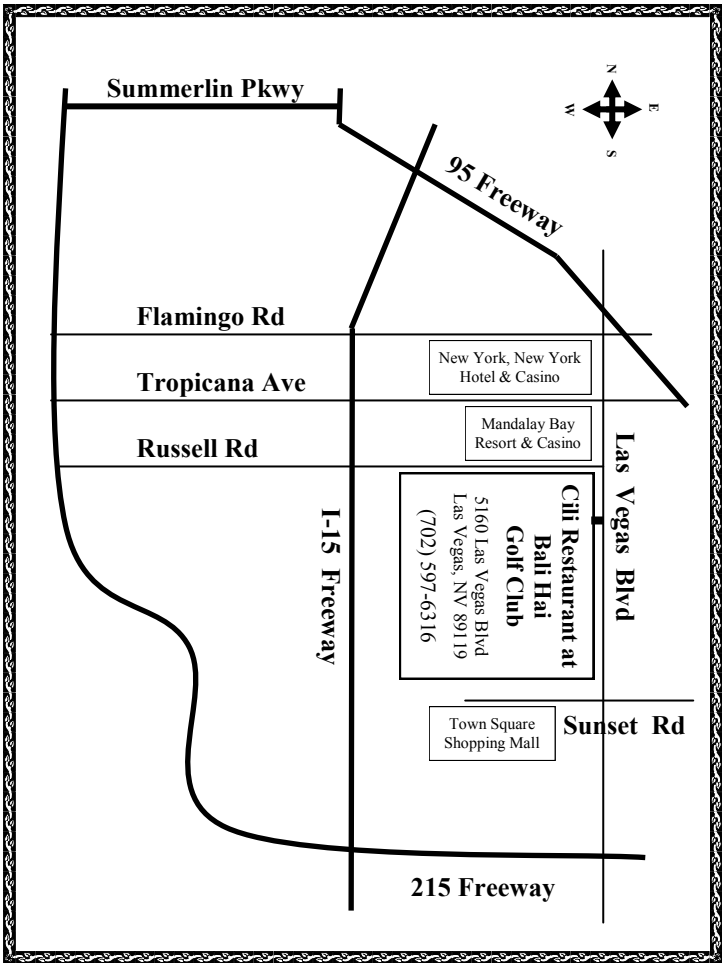 Summerlin Pkwy
N
E
W
S
95 Freeway
Flamingo Rd
New York, New York
Hotel & Casino
Tropicana Ave
Mandalay Bay
Resort & Casino
Russell Rd
Las Vegas Blvd
Cili Restaurant at
Bali Hai
Golf Club
5160 Las Vegas Blvd
Las Vegas, NV 89119
(702) 597-6316
I-15 Freeway
Town Square
Shopping Mall
Sunset Rd
215 Freeway